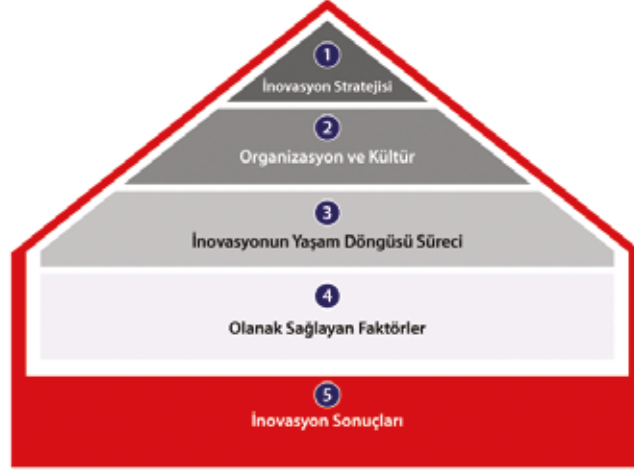 1
İnovasyon Stratejisi
2
Organizasyon ve Kültür
3
İnovasyonun Yaşam Döngüsü Süreci
4
Olanak Sağlayan Faktörler
5
İnovasyon Sonuçları